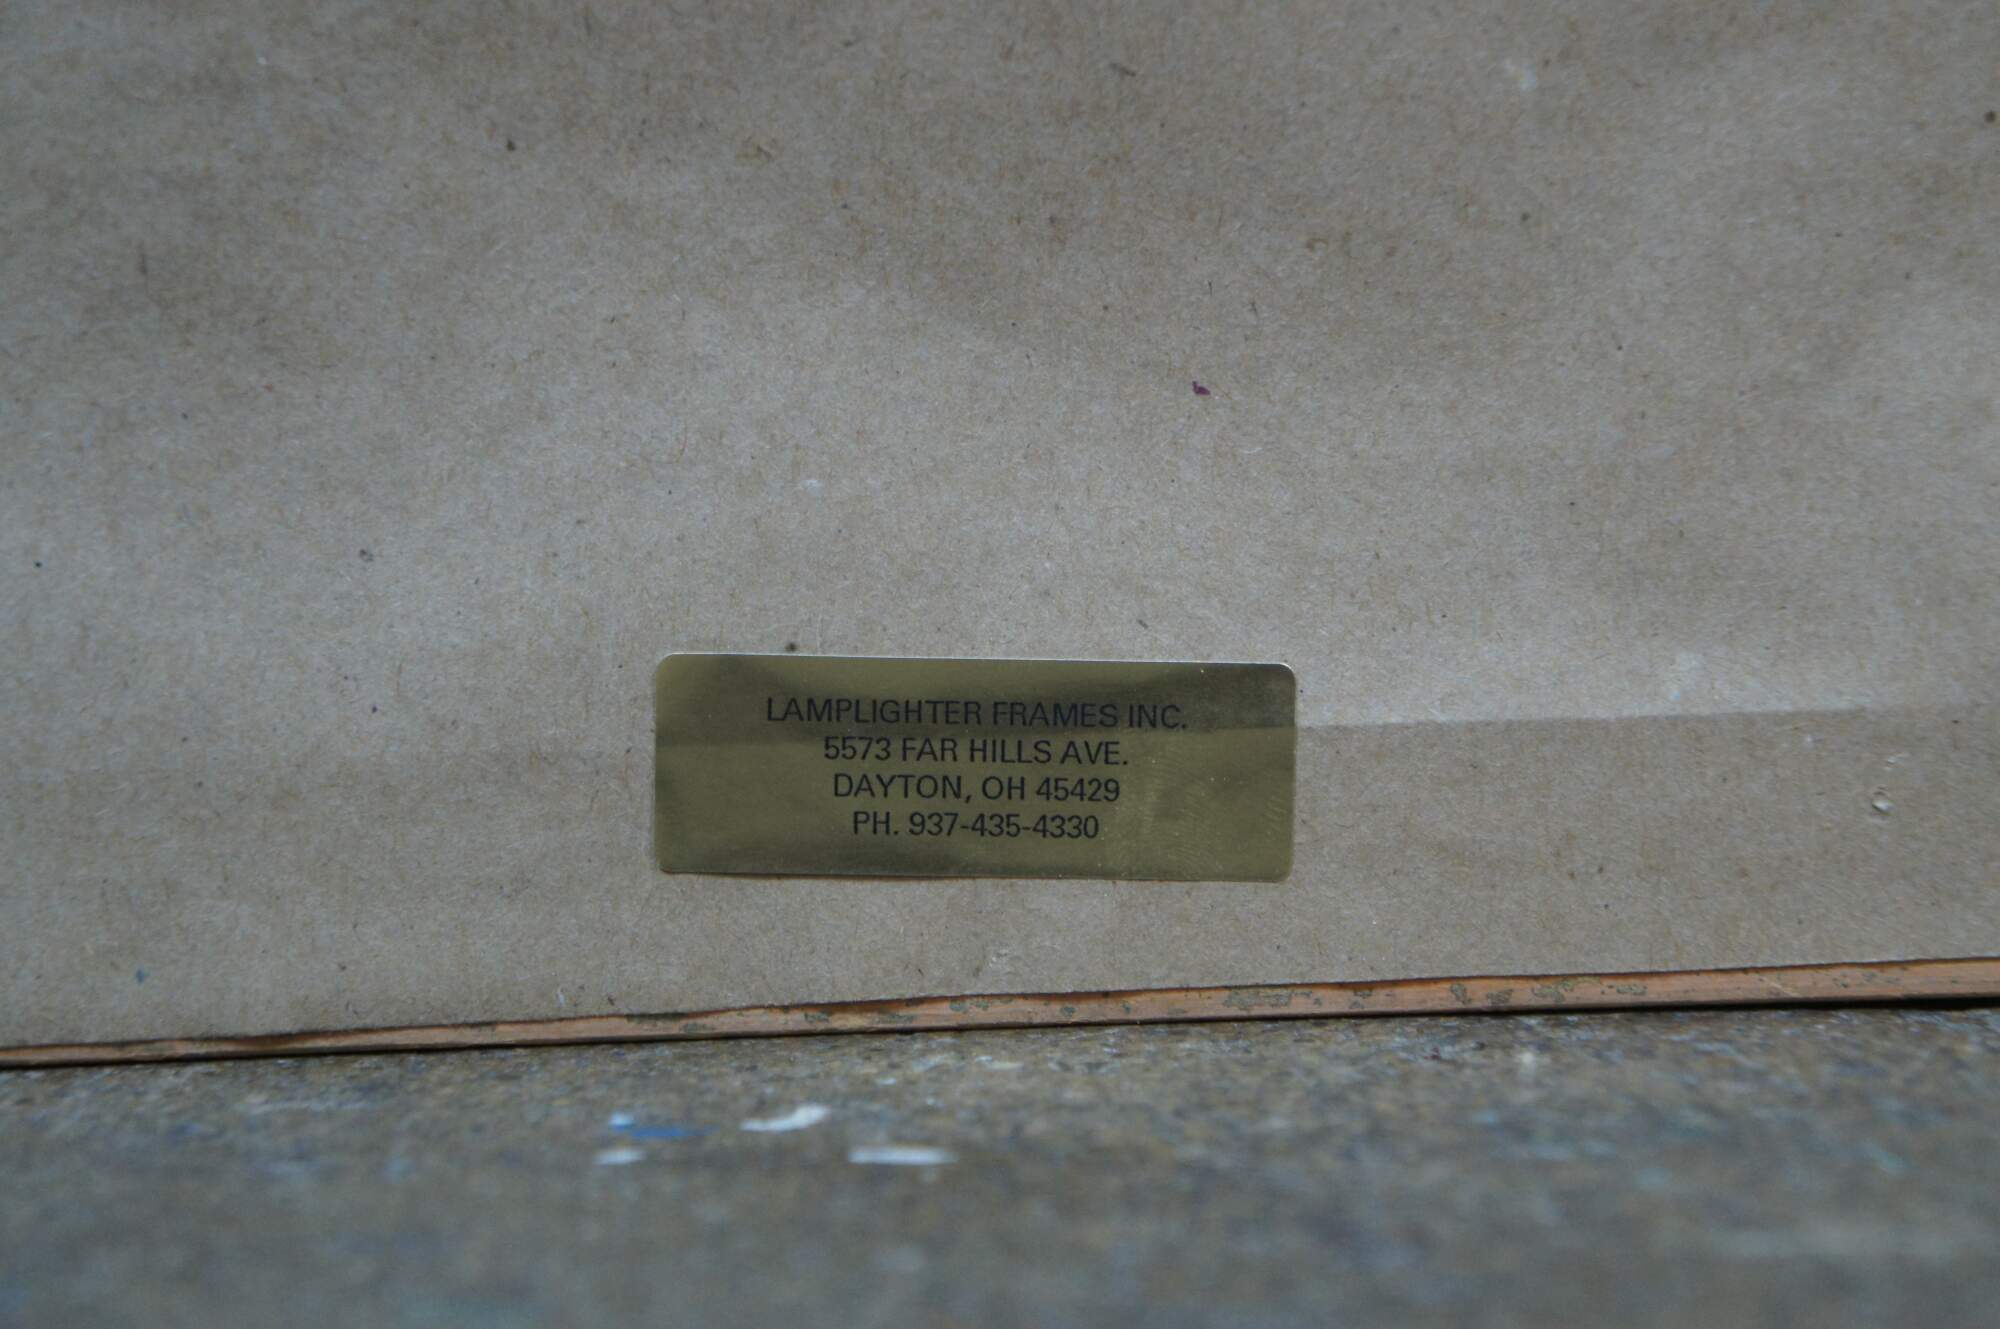 LAMPLIGHTER FRAMES INC.
5573 FAR HILLS AVE.
DAYTON, OH 45429
PH. 937-435-4330